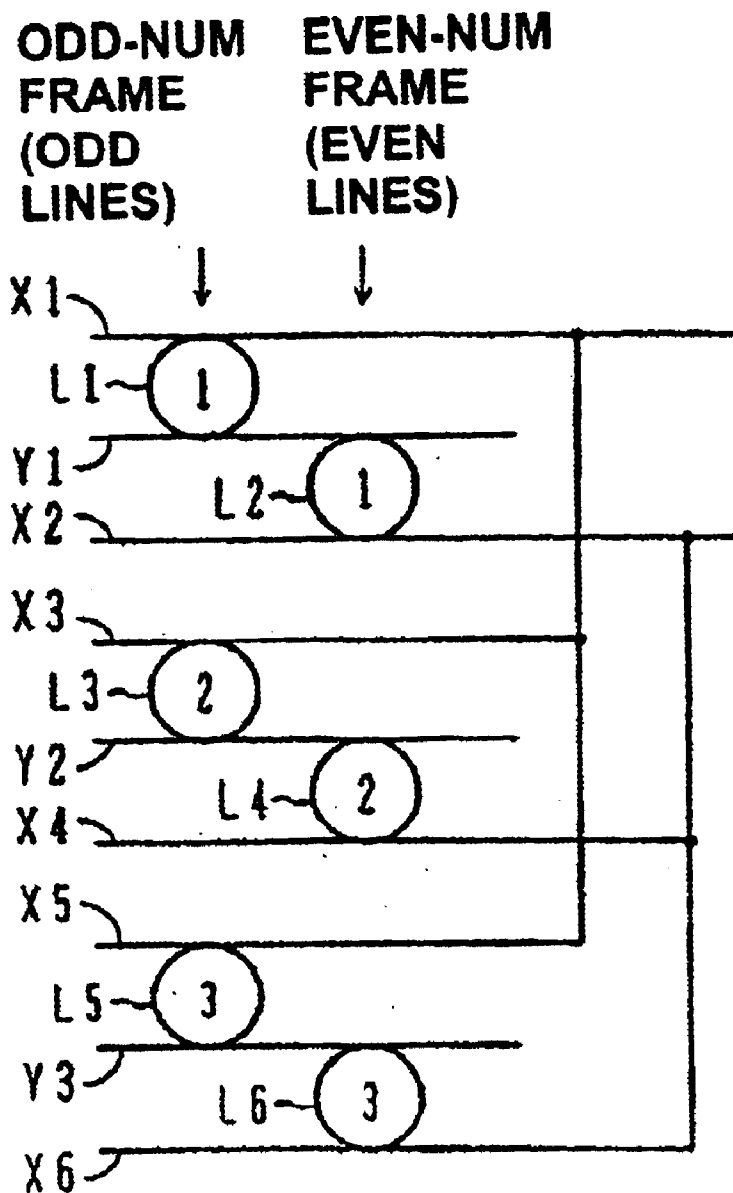 ODD-NUM FRAME (ODD LINES)
EVEN-NUM FRAME (EVEN LINES)
X1
L1 1
Y1
L2 1
X2
X3
L3 2
Y2
L4 2
X4
X5
L5 3
Y3
L6 3
X6